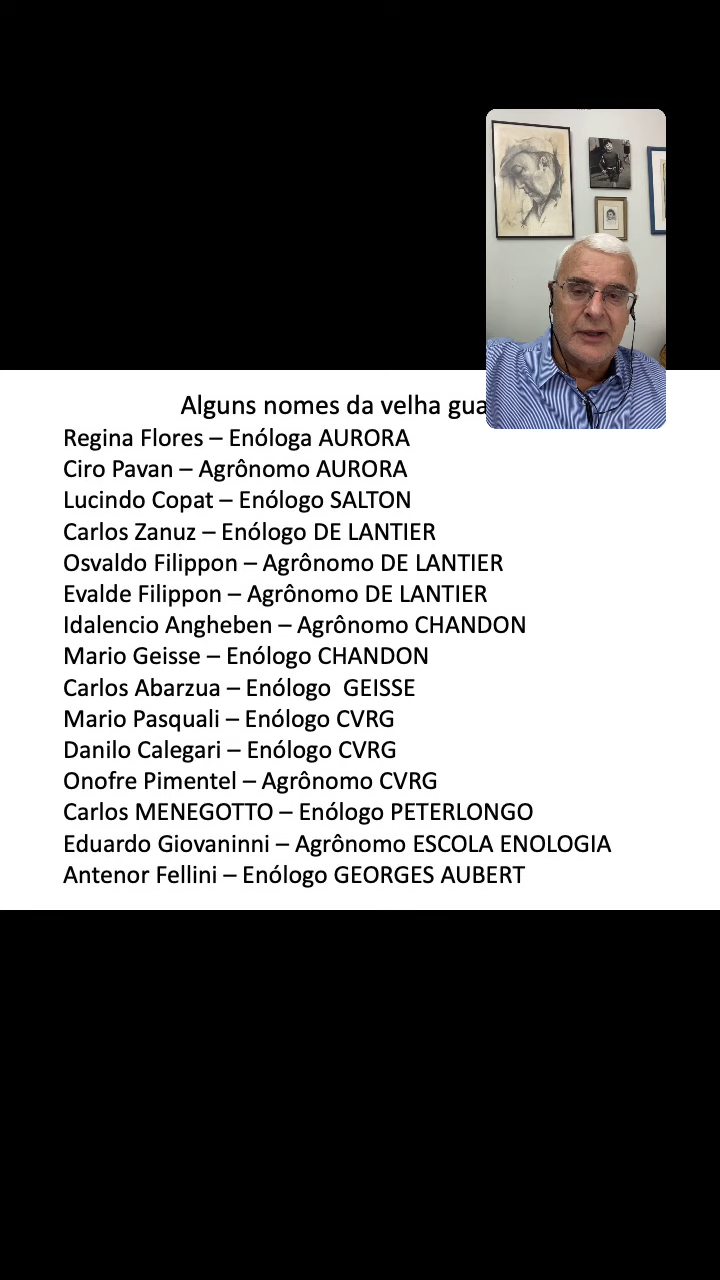 Alguns nomes da velha
Regina Flores – Enóloga AURORA
Ciro Pavan – Agrônomo AURORA
Lucindo Copat – Enólogo SALTON
Carlos Zanuz – Enólogo DE LANTIER
Osvaldo Filippon – Agrônomo DE LANTIER
Evalde Filippon – Agrônomo DE LANTIER
Idalencio Angheben – Agrônomo CHANDON
Mario Geisse – Enólogo CHANDON
Carlos Abarzua – Enólogo  GEISSE
Mario Pasquali – Enólogo CVRG
Danilo Calegari – Enólogo CVRG
Onofre Pimentel – Agrônomo CVRG
Carlos MENEGOTTO – Enólogo PETERLONGO
Eduardo Giovaninni – Agrônomo ESCOLA ENOLOGIA
Antenor Fellini – Enólogo GEORGES AUBERT